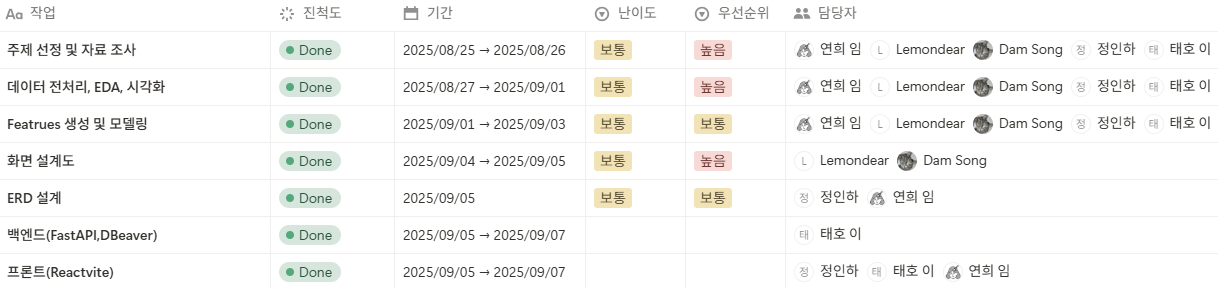 Aa 작업 진척도 기간 난이도 우선순위 담당자
주제 선정 및 자료 조사 Done 2025/08/25 → 2025/08/26 보통 높음 연희 임 L Lemondear Dam Song 정 정인하 태 태호 이
데이터 전처리, EDA, 시각화 Done 2025/08/27 → 2025/09/01 보통 높음 연희 임 L Lemondear Dam Song 정 정인하 태 태호 이
Featrues 생성 및 모델링 Done 2025/09/01 → 2025/09/03 보통 보통 연희 임 L Lemondear Dam Song 정 정인하 태 태호 이
화면 설계도 Done 2025/09/04 → 2025/09/05 보통 높음 L Lemondear Dam Song
ERD 설계 Done 2025/09/05 보통 보통 정 정인하 연희 임
백엔드(FastAPI,DBeaver) Done 2025/09/05 → 2025/09/07 태 태호 이
프론트(Reactvite) Done 2025/09/05 → 2025/09/07 정 정인하 태 태호 이 연희 임